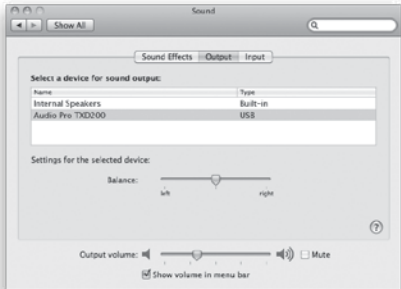 Sound
Show All
Sound Effects Output Input
Select a device for sound output:
Name Type
Internal Speakers Built-in
Audio Pro TXD200 USB
Settings for the selected device:
Balance:
left right
Output volume: Mute
Show volume in menu bar